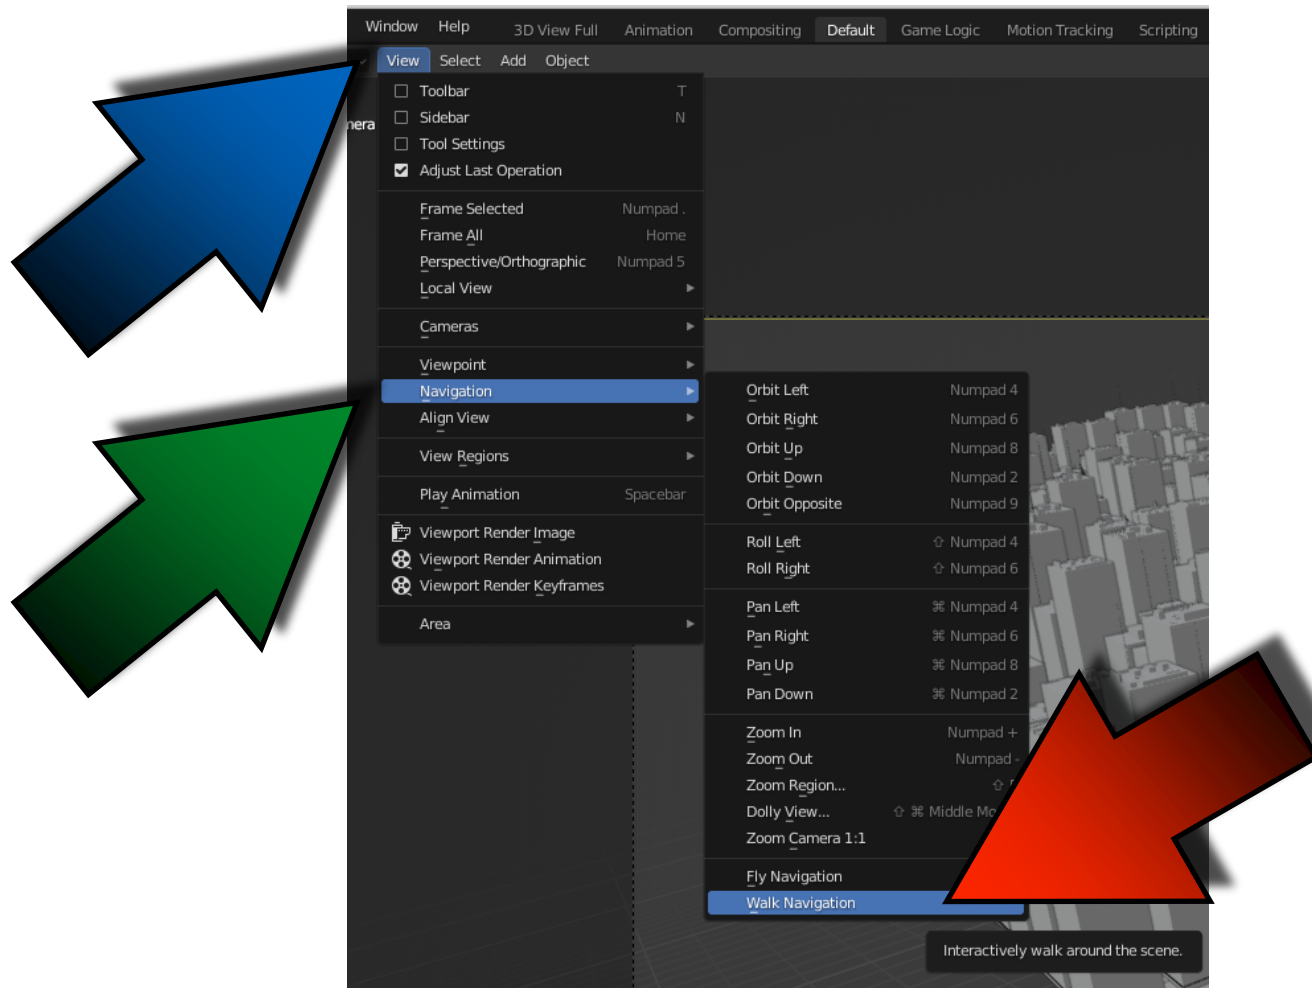 Window Help 3D View Full Animation Compositing Default Game Logic Motion Tracking Scripting
View Select Add Object
Toolbar T
Sidebar N
Tool Settings
Adjust Last Operation
Frame Selected Numpad .
Frame All Home
Perspective/Orthographic Numpad 5
Local View
Cameras
Viewpoint
Navigation
Align View
View Regions
Play Animation Spacebar
Viewport Render Image
Viewport Render Animation
Viewport Render Keyframes
Area
Orbit Left Numpad 4
Orbit Right Numpad 6
Orbit Up Numpad 8
Orbit Down Numpad 2
Orbit Opposite Numpad 9
Roll Left ⇧ Numpad 4
Roll Right ⇧ Numpad 6
Pan Left ⌘ Numpad 4
Pan Right ⌘ Numpad 6
Pan Up ⌘ Numpad 8
Pan Down ⌘ Numpad 2
Zoom In Numpad +
Zoom Out Numpad -
Zoom Region... ⇧
Dolly View... ⇧ ⌘ Middle
Zoom Camera 1:1
Fly Navigation
Walk Navigation
Interactively walk around the scene.